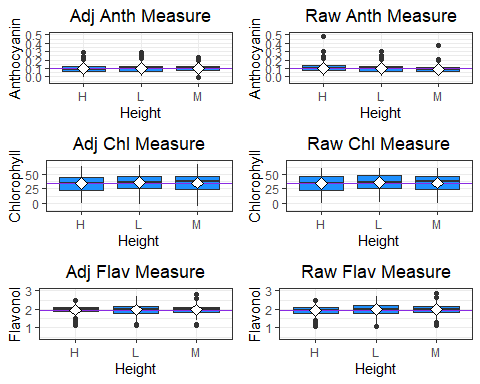 Adj Anth Measure
Anthocyanin
0.5
0.4
0.3
0.2
0.1
0.0
H L M
Height
Raw Anth Measure
Anthocyanin
0.5
0.4
0.3
0.2
0.1
0.0
H L M
Height
Adj Chl Measure
Chlorophyll
50
25
0
H L M
Height
Raw Chl Measure
Chlorophyll
50
25
0
H L M
Height
Adj Flav Measure
Flavonol
3
2
1
H L M
Height
Raw Flav Measure
Flavonol
3
2
1
H L M
Height